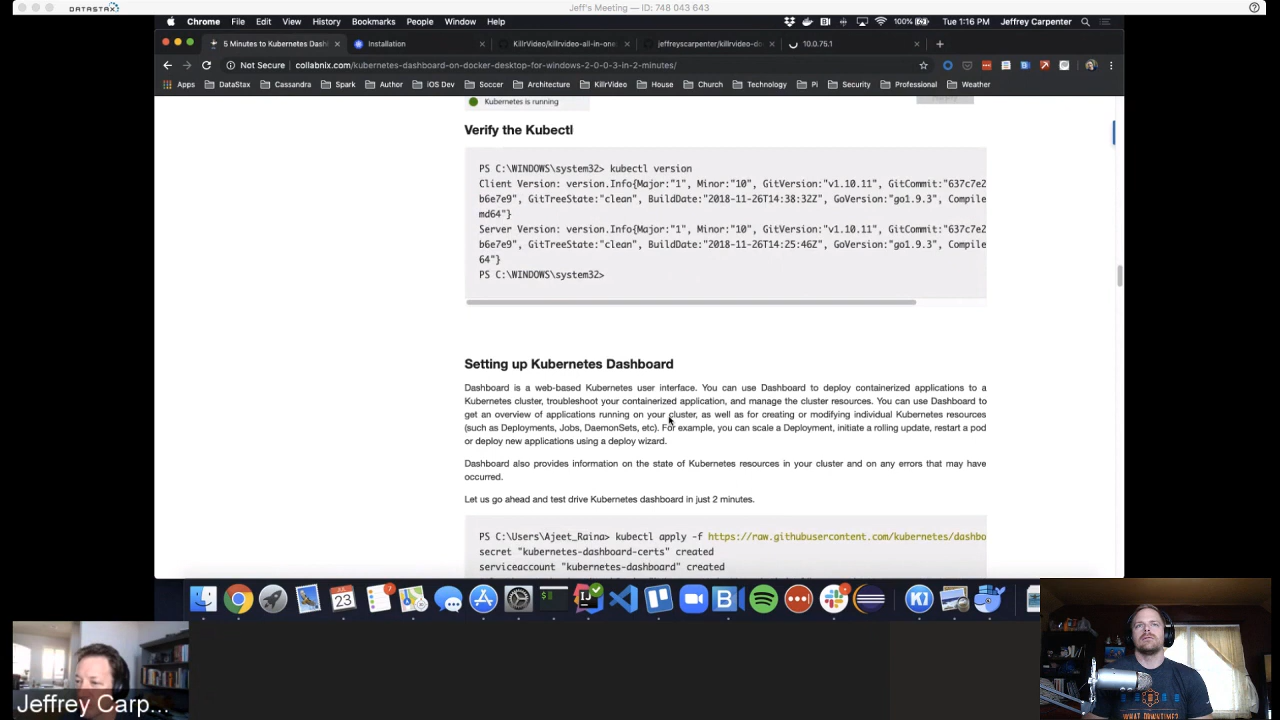 DATASTAX
Jeff's Meeting — ID: 748 043 643
Chrome File Edit View History Bookmarks People Window Help
100% Tue 1:16 PM Jeffrey Carpenter
5 Minutes to Kubernetes Dash
Installation
KillrVideo/killrvideo-all-in-one
jeffreyscarpenter/killrvideo-do
10.0.75.1
Not Secure collabnix.com/kubernetes-dashboard-on-docker-desktop-for-windows-2-0-0-3-in-2-minutes/
Apps DataStax Cassandra Spark Author iOS Dev Soccer Architecture KillrVideo House Church Technology Pi Security Professional Weather
Kubernetes is running
Verify the Kubectl
PS C:\WINDOWS\system32> kubectl version
Client Version: version.Info{Major:"1", Minor:"10", GitVersion:"v1.10.11", GitCommit:"637c7e2
b6e7e9", GitTreeState:"clean", BuildDate:"2018-11-26T14:38:32Z", GoVersion:"go1.9.3", Compile
md64"}
Server Version: version.Info{Major:"1", Minor:"10", GitVersion:"v1.10.11", GitCommit:"637c7e2
b6e7e9", GitTreeState:"clean", BuildDate:"2018-11-26T14:25:46Z", GoVersion:"go1.9.3", Compile
64"}
PS C:\WINDOWS\system32>
Setting up Kubernetes Dashboard
Dashboard is a web-based Kubernetes user interface. You can use Dashboard to deploy containerized applications to a
Kubernetes cluster, troubleshoot your containerized application, and manage the cluster resources. You can use Dashboard to
get an overview of applications running on your cluster, as well as for creating or modifying individual Kubernetes resources
(such as Deployments, Jobs, DaemonSets, etc). For example, you can scale a Deployment, initiate a rolling update, restart a pod
or deploy new applications using a deploy wizard.
Dashboard also provides information on the state of Kubernetes resources in your cluster and on any errors that may have
occurred.
Let us go ahead and test drive Kubernetes dashboard in just 2 minutes.
PS C:\Users\Ajeet_Raina> kubectl apply -f https://raw.githubusercontent.com/kubernetes/dashbo
secret "kubernetes-dashboard-certs" created
serviceaccount "kubernetes-dashboard" created
23
7
Jeffrey Carp...
WHAT DOWNTIME?